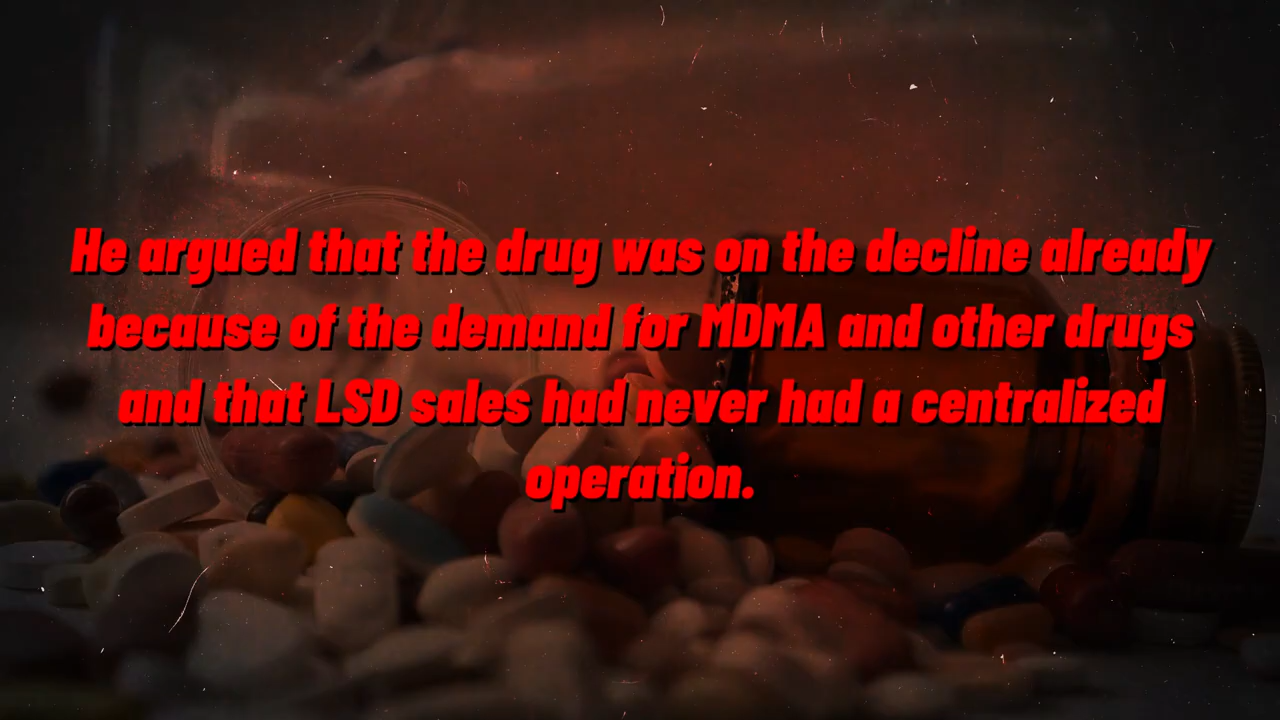 He argued that the drug was on the decline already
because of the demand for MDMA and other drugs
and that LSD sales had never had a centralized
operation.